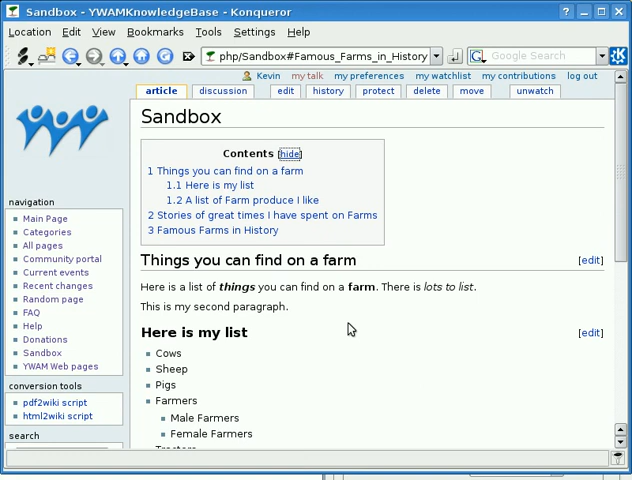 Sandbox - YWAMKnowledgeBase - Konqueror
Location Edit View Bookmarks Tools Settings Help
php/Sandbox#Famous_Farms_in_History Google Search
Kevin my talk my preferences my watchlist my contributions log out
article discussion edit history protect delete move unwatch
Sandbox
Contents [hide]
1 Things you can find on a farm
1.1 Here is my list
1.2 A list of Farm produce I like
2 Stories of great times I have spent on Farms
3 Famous Farms in History
navigation
Main Page
Categories
All pages
Community portal
Current events
Recent changes
Random page
FAQ
Help
Donations
Sandbox
YWAM Web pages
conversion tools
pdf2wiki script
html2wiki script
search
Things you can find on a farm [edit]
Here is a list of things you can find on a farm. There is lots to list.
This is my second paragraph.
Here is my list [edit]
Cows
Sheep
Pigs
Farmers
Male Farmers
Female Farmers